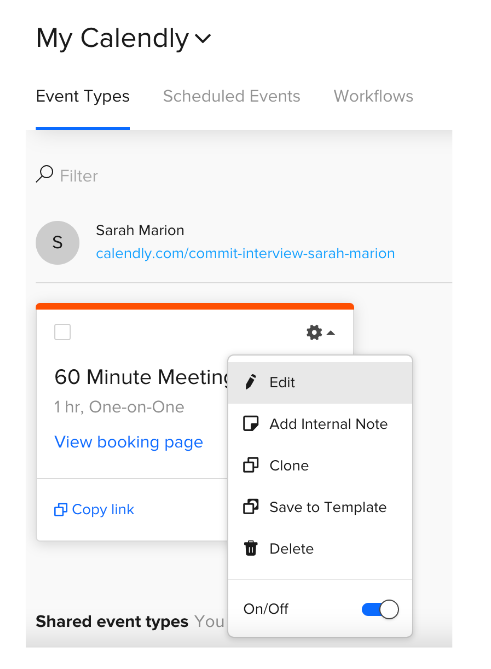 My Calendly
Event Types Scheduled Events Workflows
Filter
S
Sarah Marion
calendly.com/commit-interview-sarah-marion
60 Minute Meeting
1 hr, One-on-One
View booking page
Copy link
Edit
Add Internal Note
Clone
Save to Template
Delete
On/Off
Shared event types You